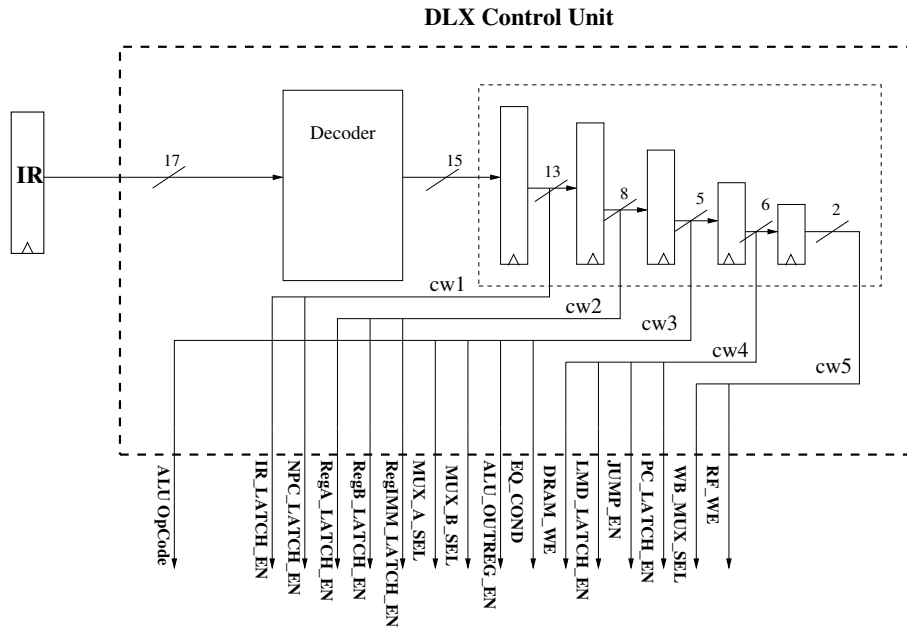 DLX Control Unit
IR
17
Decoder
15
13
8
5
6
2
cw1
cw2
cw3
cw4
cw5
ALU OpCode
IR_LATCH_EN
NPC_LATCH_EN
RegA_LATCH_EN
RegB_LATCH_EN
RegIMM_LATCH_EN
MUX_A_SEL
MUX_B_SEL
ALU_OUTREG_EN
EQ_COND
DRAM_WE
LMD_LATCH_EN
JUMP_EN
PC_LATCH_EN
WB_MUX_SEL
RF_WE